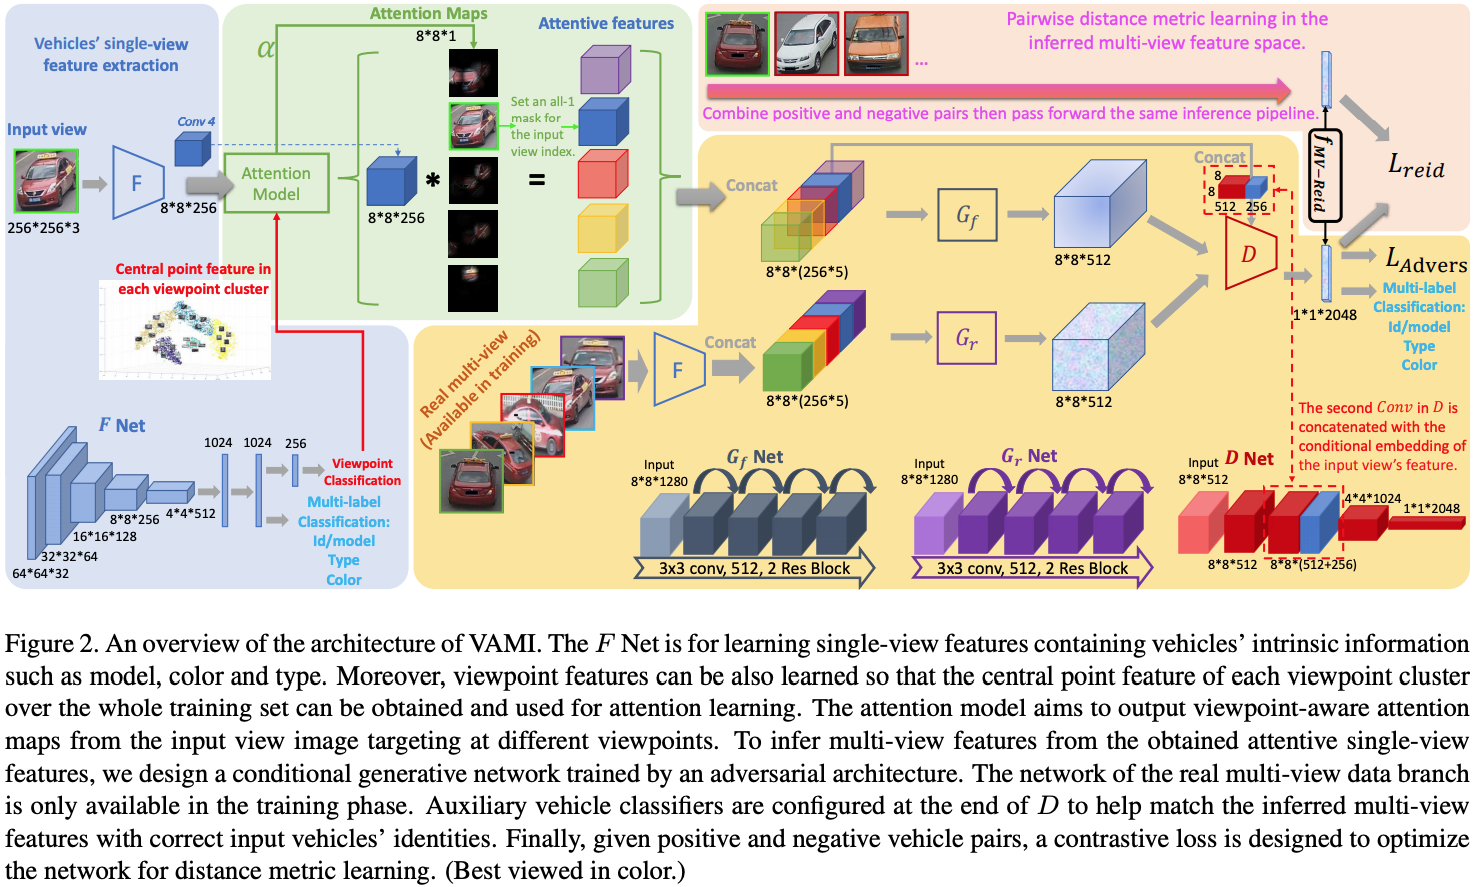 Vehicles' single-view
feature extraction
Input view
256*256*3
F
Conv 4
8*8*256
α
Attention
Model
Attention Maps
8*8*1
8*8*256
*
=
Set an all-1
mask for
the input
view index.
Attentive features
Central point feature in
each viewpoint cluster
F Net
64*64*32
32*32*64
16*16*128
8*8*256
4*4*512
1024
1024
256
Viewpoint
Classification
Multi-label
Classification:
Id/model
Type
Color
Pairwise distance metric learning in the
inferred multi-view feature space.
...
Combine positive and negative pairs then pass forward the same inference pipeline.
f MV−Reid
L reid
Concat
8*8*(256*5)
G f
8*8*512
Concat
8
8
512 256
D
1*1*2048
L Advers
Multi-label
Classification:
Id/model
Type
Color
Real multi-view
(Available in training)
F
Concat
8*8*(256*5)
G r
8*8*512
The second Conv in D is
concatenated with the
conditional embedding of
the input view's feature.
Input
8*8*1280
G f Net
3x3 conv, 512, 2 Res Block
Input
8*8*1280
G r Net
3x3 conv, 512, 2 Res Block
Input
8*8*512
D Net
8*8*512
8*8*(512+256)
4*4*1024
1*1*2048
Figure 2. An overview of the architecture of VAMI. The F Net is for learning single-view features containing vehicles' intrinsic information
such as model, color and type. Moreover, viewpoint features can be also learned so that the central point feature of each viewpoint cluster
over the whole training set can be obtained and used for attention learning. The attention model aims to output viewpoint-aware attention
maps from the input view image targeting at different viewpoints. To infer multi-view features from the obtained attentive single-view
features, we design a conditional generative network trained by an adversarial architecture. The network of the real multi-view data branch
is only available in the training phase. Auxiliary vehicle classifiers are configured at the end of D to help match the inferred multi-view
features with correct input vehicles' identities. Finally, given positive and negative vehicle pairs, a contrastive loss is designed to optimize
the network for distance metric learning. (Best viewed in color.)